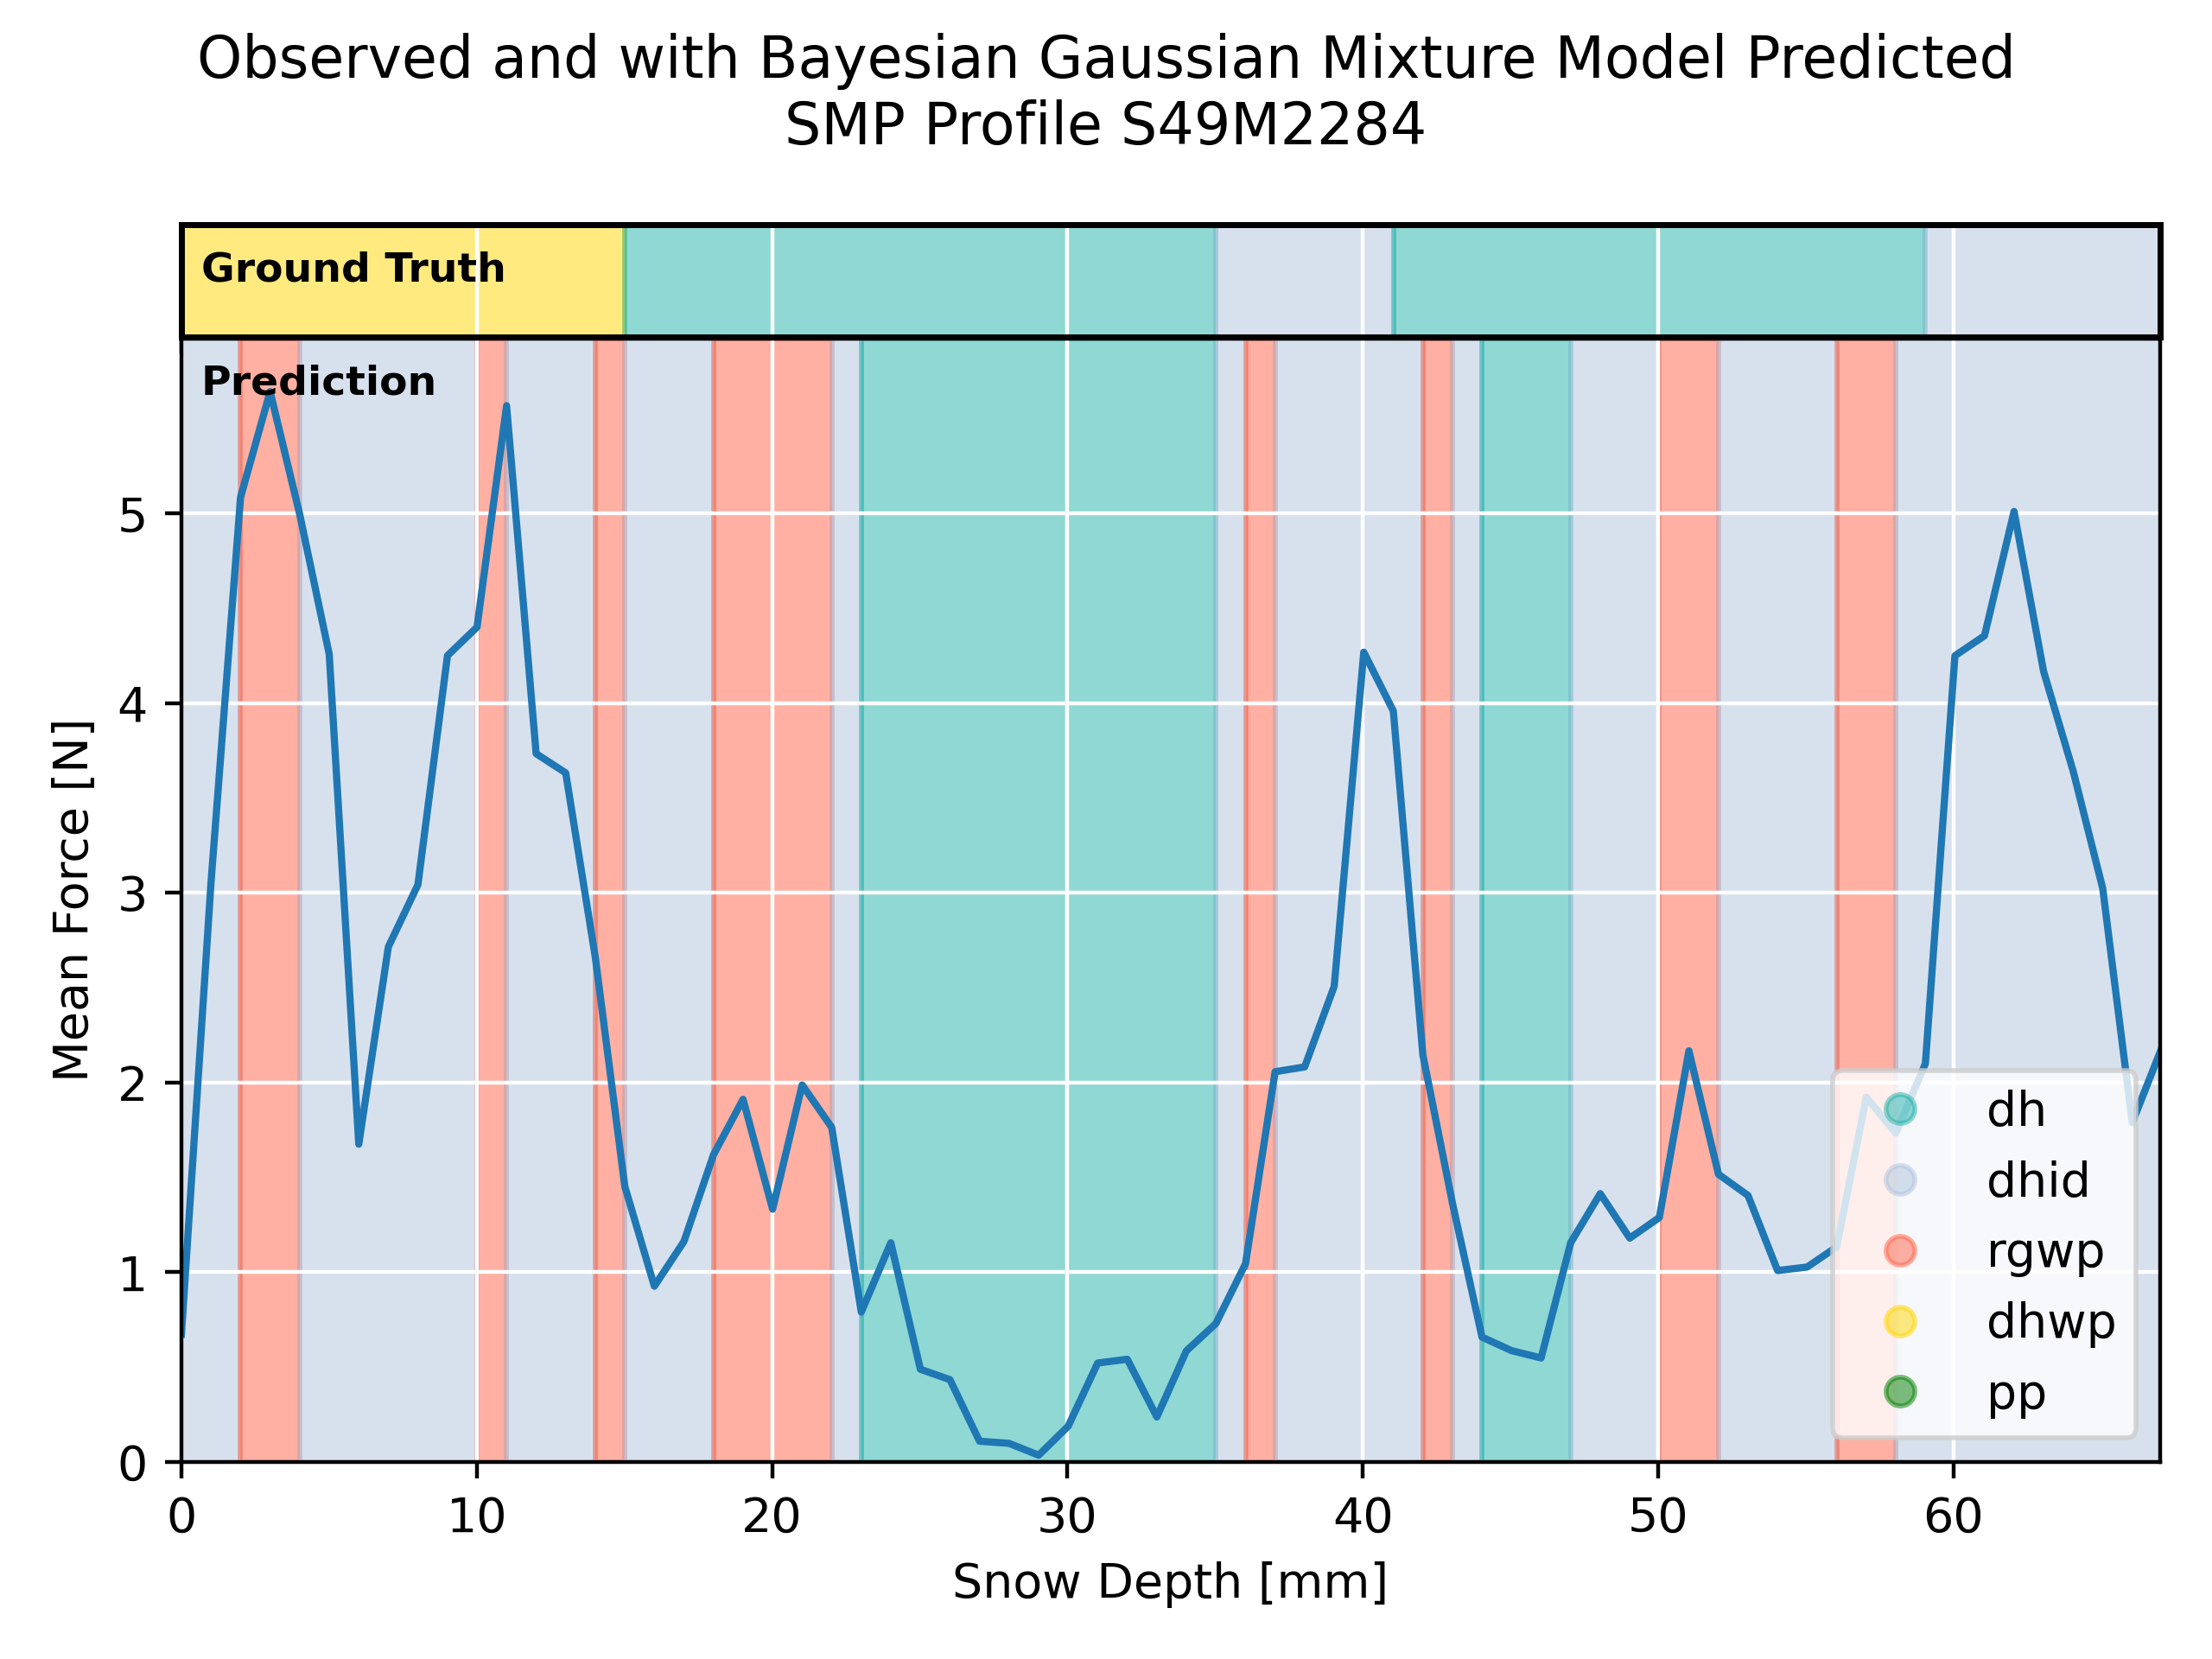 Observed and with Bayesian Gaussian Mixture Model Predicted
SMP Profile S49M2284
Ground Truth
Prediction
Mean Force [N]
5
4
3
2
1
0
0 10 20 30 40 50 60
Snow Depth [mm]
dh
dhid
rgwp
dhwp
pp